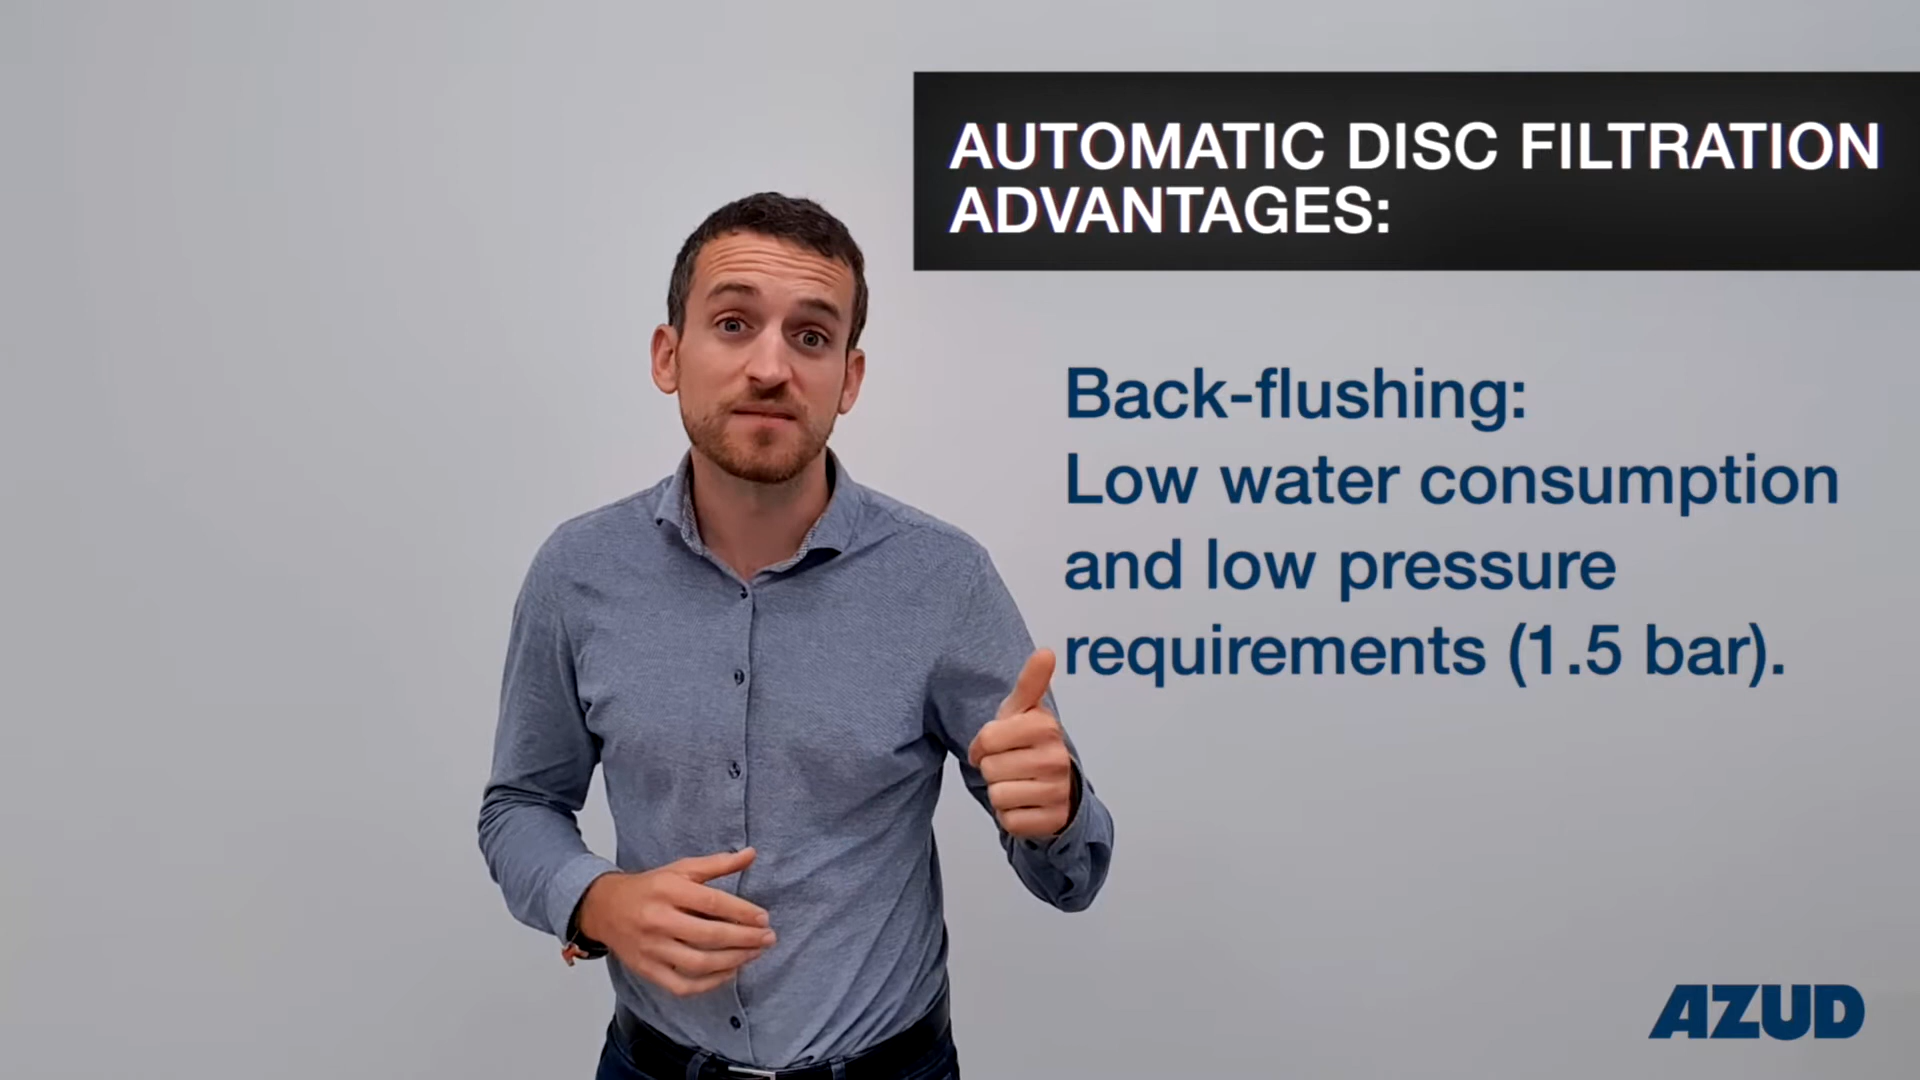 AUTOMATIC DISC FILTRATION
ADVANTAGES:
Back-flushing:
Low water consumption
and low pressure
requirements (1.5 bar).
AZUD